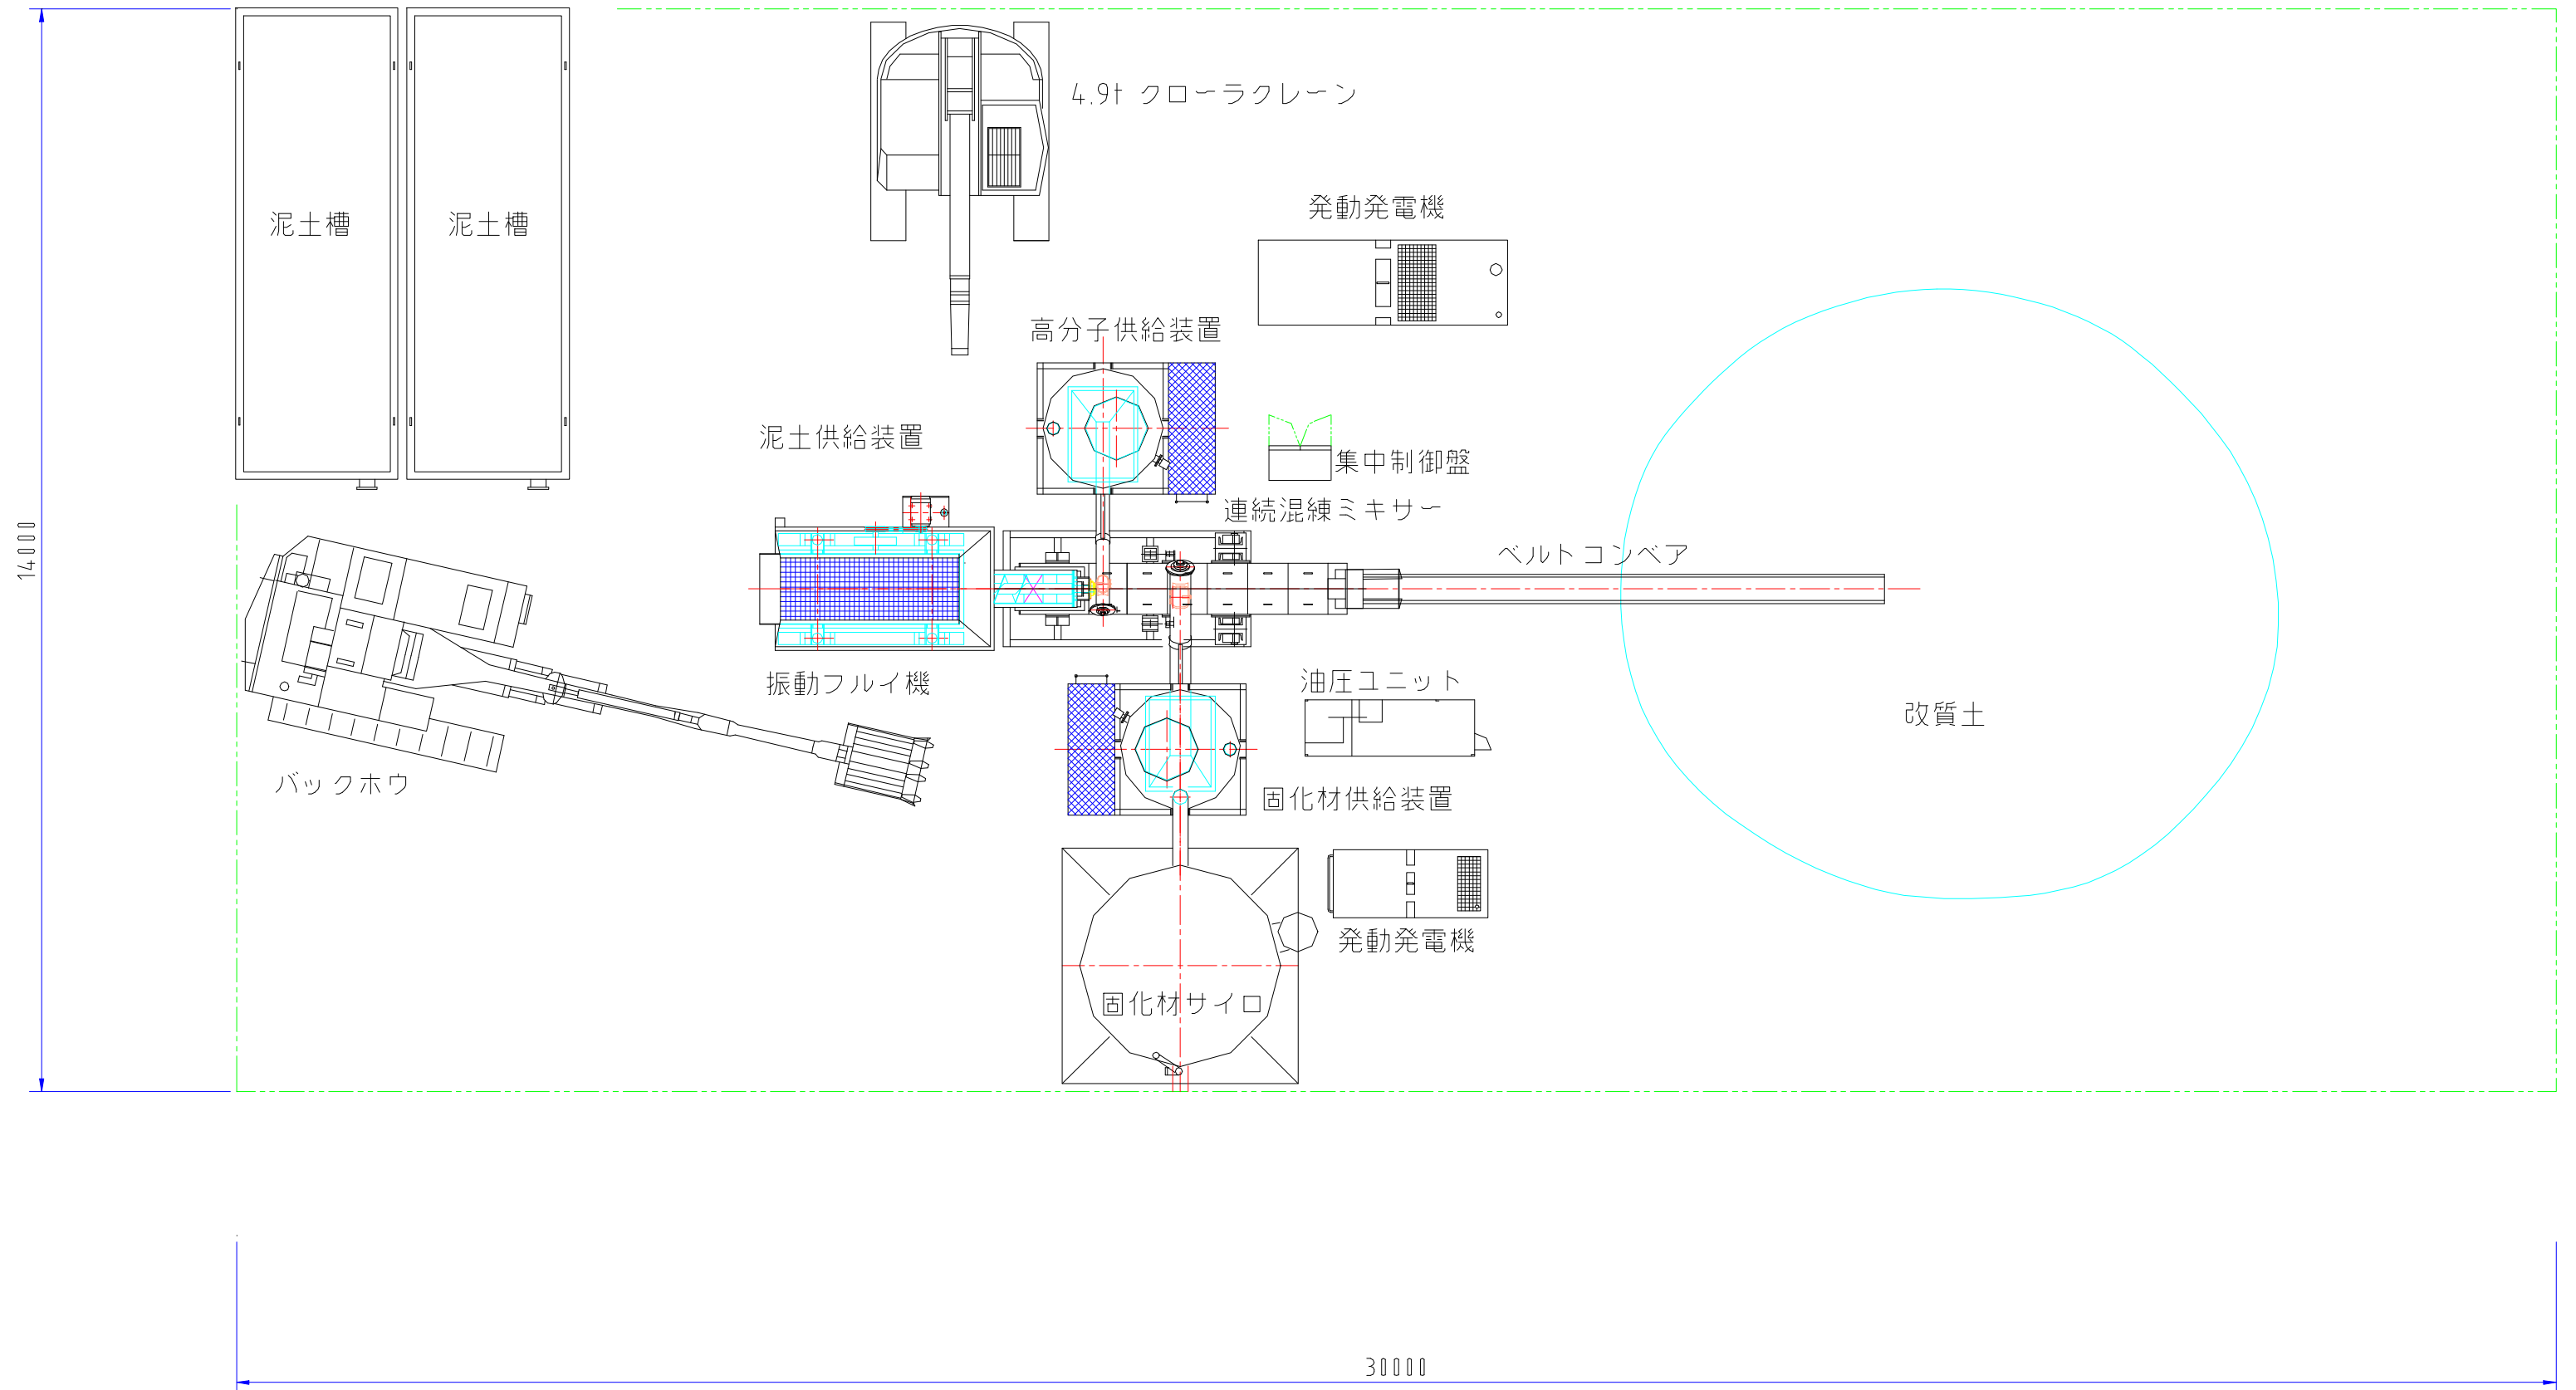 4.9t クローラクレーン
発動発電機
泥土槽
泥土槽
高分子供給装置
泥土供給装置
集中制御盤
連続混練ミキサー
ベルトコンベア
14000
振動フルイ機
油圧ユニット
改質土
バックホウ
固化材供給装置
発動発電機
固化材サイロ
30000